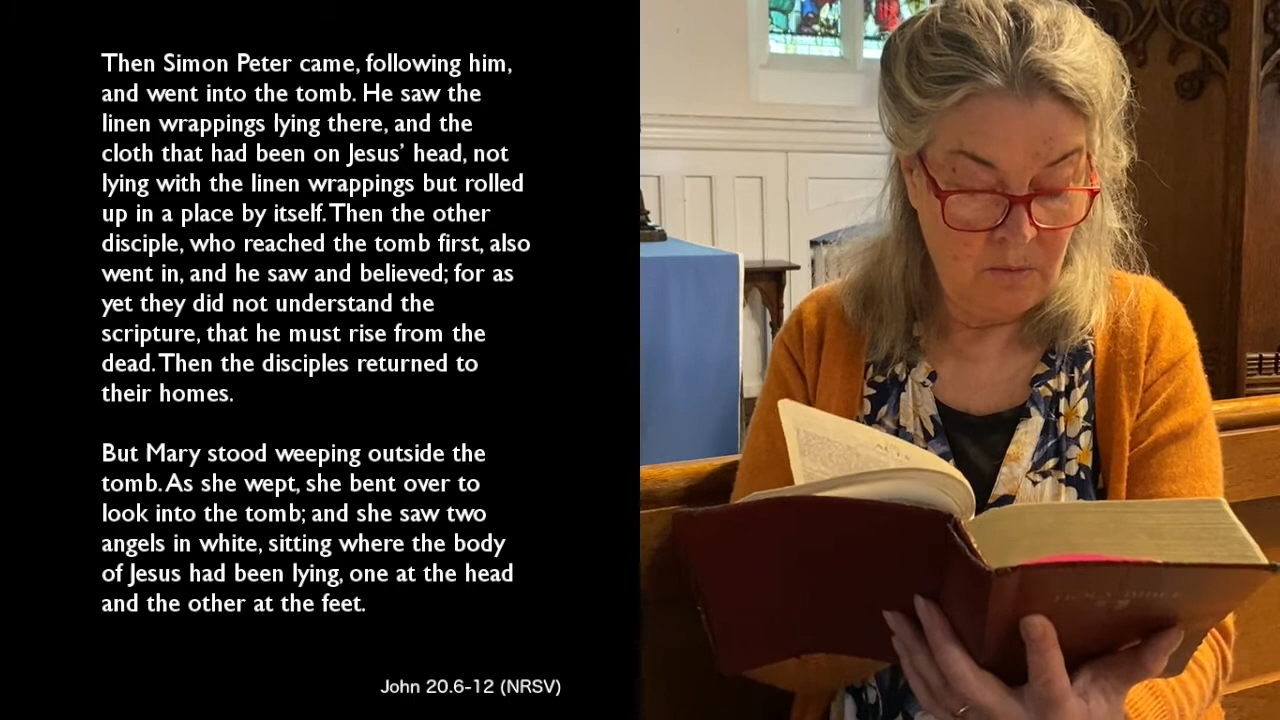 Then Simon Peter came, following him,
and went into the tomb. He saw the
linen wrappings lying there, and the
cloth that had been on Jesus’ head, not
lying with the linen wrappings but rolled
up in a place by itself. Then the other
disciple, who reached the tomb first, also
went in, and he saw and believed; for as
yet they did not understand the
scripture, that he must rise from the
dead. Then the disciples returned to
their homes.
But Mary stood weeping outside the
tomb. As she wept, she bent over to
look into the tomb; and she saw two
angels in white, sitting where the body
of Jesus had been lying, one at the head
and the other at the feet.
John 20.6-12 (NRSV)